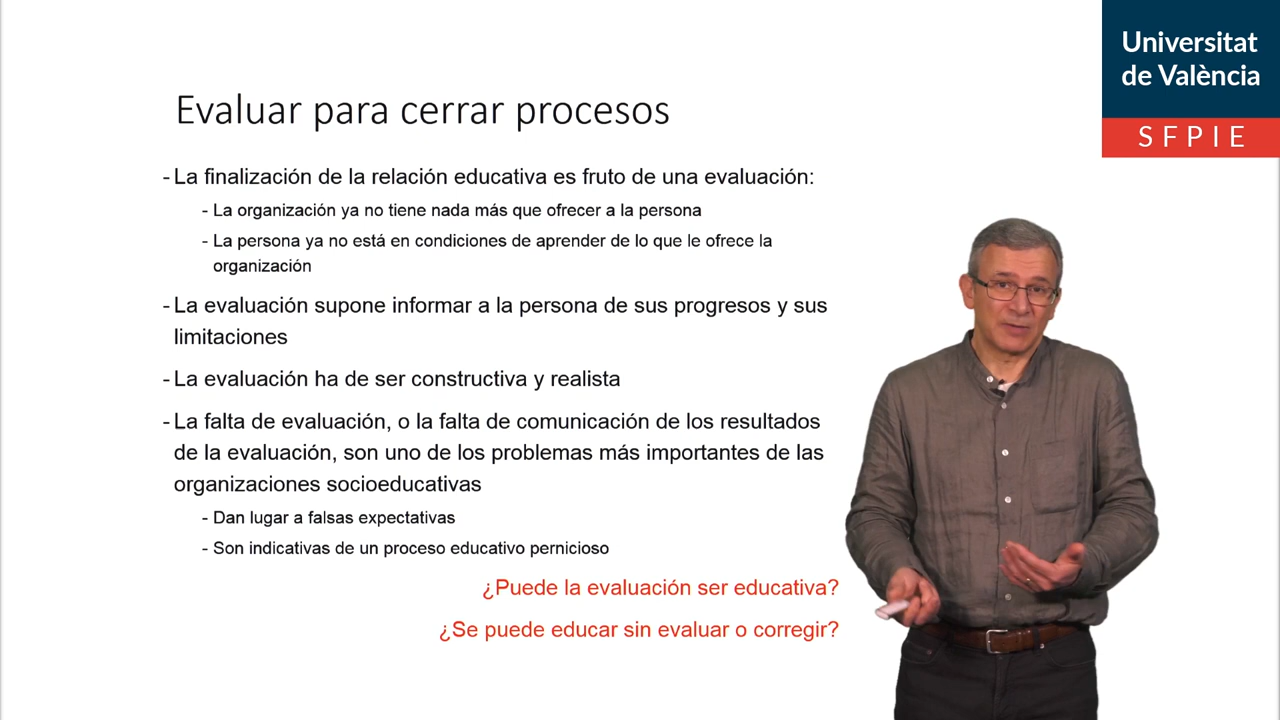 Universitat
de València
SFPIE
Evaluar para cerrar procesos
- La finalización de la relación educativa es fruto de una evaluación:
- La organización ya no tiene nada más que ofrecer a la persona
- La persona ya no está en condiciones de aprender de lo que le ofrece la
organización
- La evaluación supone informar a la persona de sus progresos y sus
limitaciones
- La evaluación ha de ser constructiva y realista
- La falta de evaluación, o la falta de comunicación de los resultados
de la evaluación, son uno de los problemas más importantes de las
organizaciones socioeducativas
- Dan lugar a falsas expectativas
- Son indicativas de un proceso educativo pernicioso
¿Puede la evaluación ser educativa?
¿Se puede educar sin evaluar o corregir?